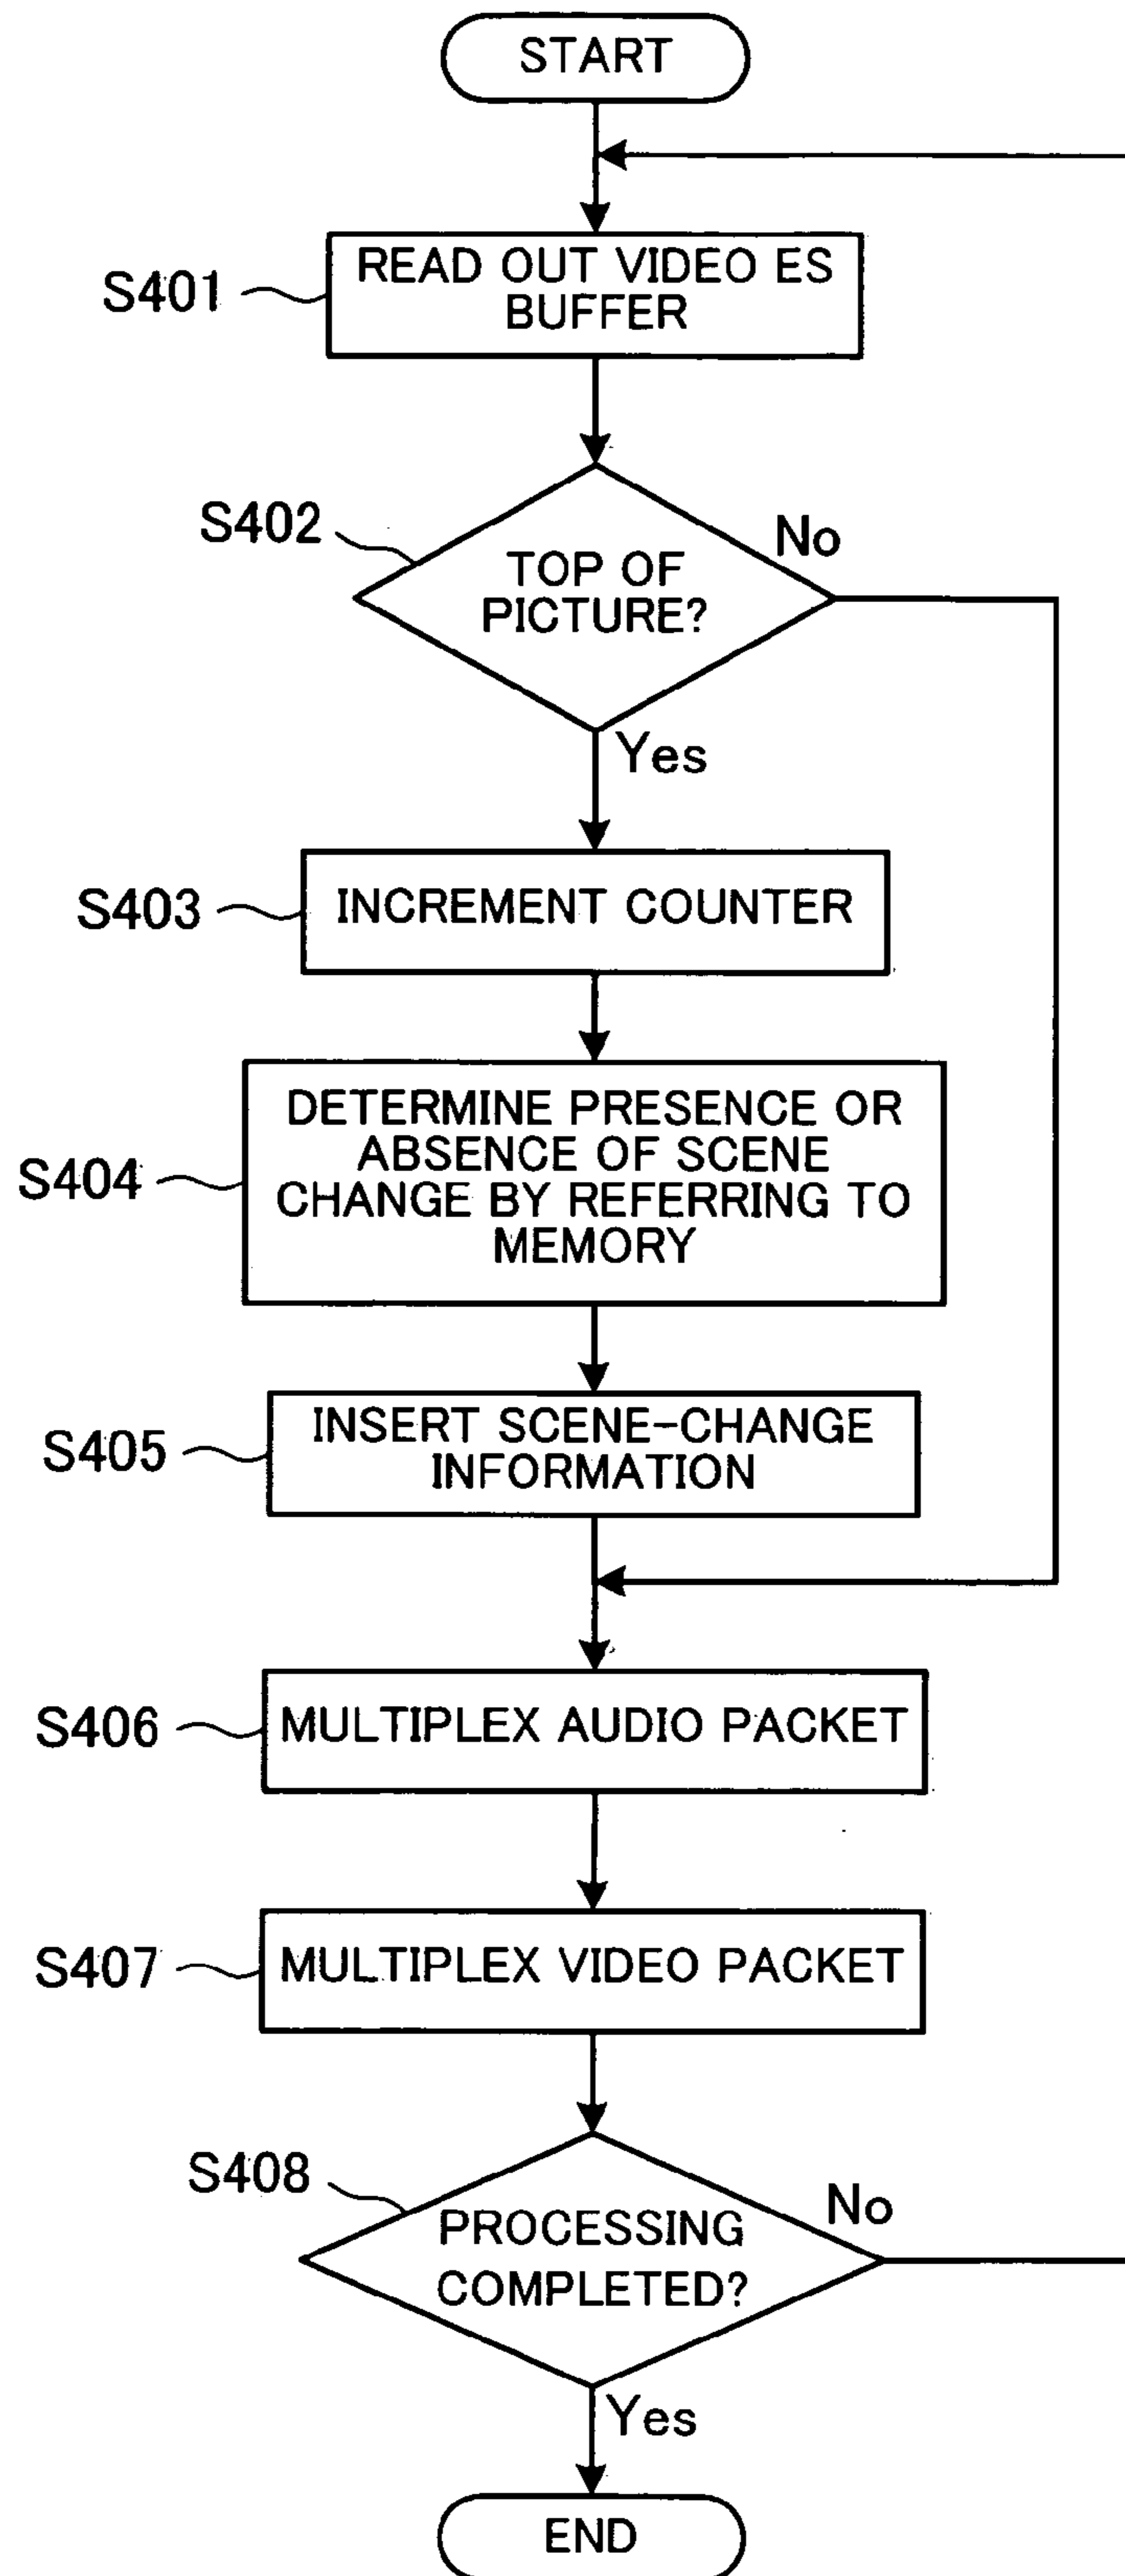 START
S401
READ OUT VIDEO ES
BUFFER
S402
TOP OF
PICTURE?
No
Yes
S403
INCREMENT COUNTER
S404
DETERMINE PRESENCE OR
ABSENCE OF SCENE
CHANGE BY REFERRING TO
MEMORY
S405
INSERT SCENE-CHANGE
INFORMATION
S406
MULTIPLEX AUDIO PACKET
S407
MULTIPLEX VIDEO PACKET
S408
PROCESSING
COMPLETED?
No
Yes
END